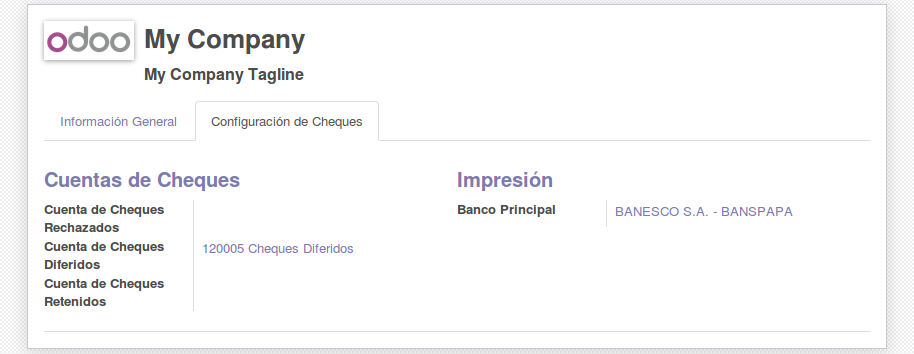 odoo
My Company
My Company Tagline
Información General
Configuración de Cheques
Cuentas de Cheques
Cuenta de Cheques
Rechazados
Cuenta de Cheques
Diferidos
120005 Cheques Diferidos
Cuenta de Cheques
Retenidos
Impresión
Banco Principal
BANESCO S.A. - BANSPAPA